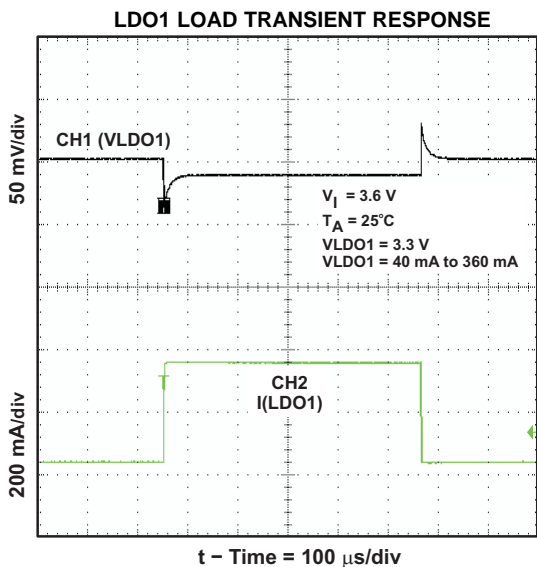 LDO1 LOAD TRANSIENT RESPONSE
50 mV/div
CH1 (VLDO1)
VI = 3.6 V
TA = 25°C
VLDO1 = 3.3 V
VLDO1 = 40 mA to 360 mA
200 mA/div
CH2
I(LDO1)
t − Time = 100 μs/div